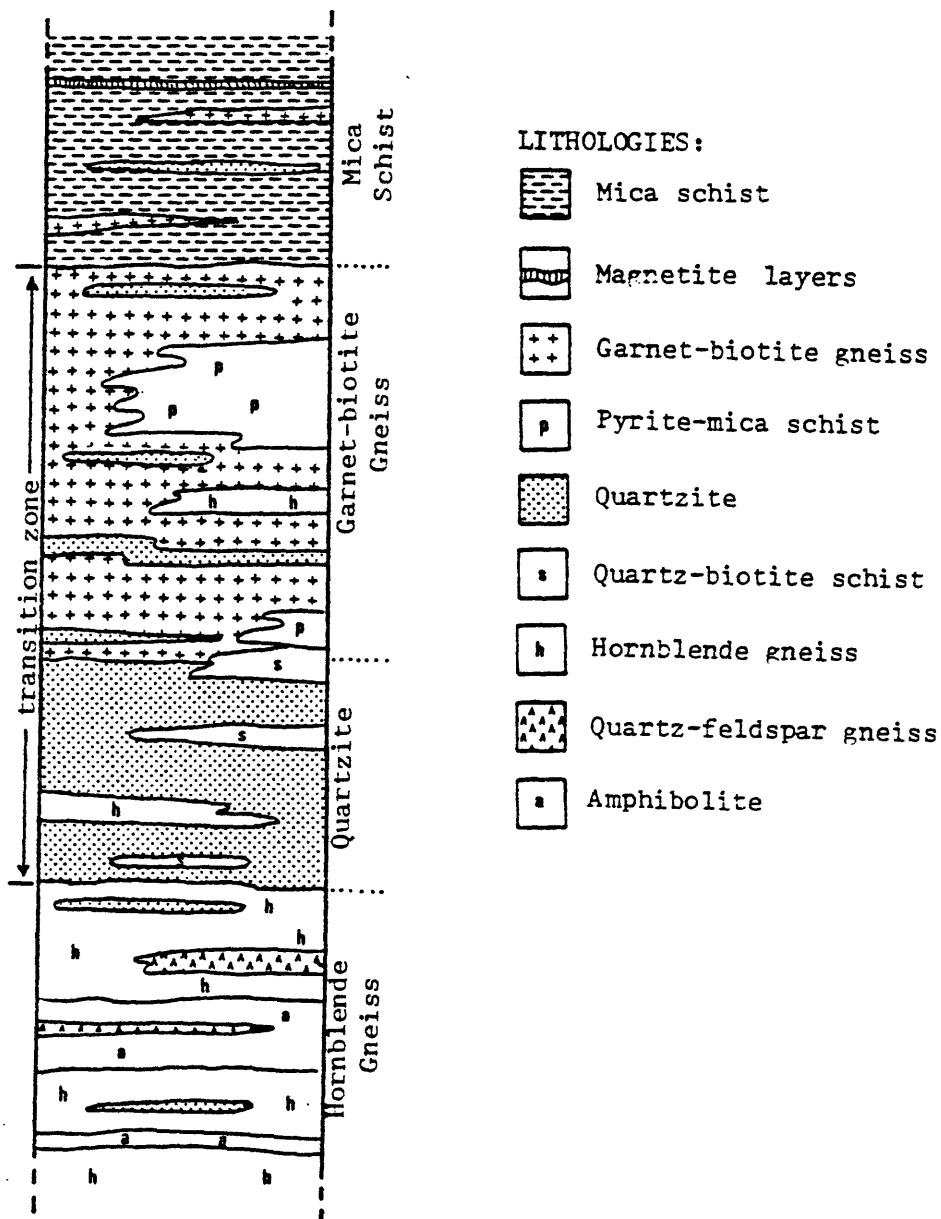 Mica
Schist
Garnet-biotite
Gneiss
transition zone
Quartzite
Hornblende
Gneiss
p
p
p
h
h
p
s
s
h
s
h
h
h
h
a
a
h
h
a
a
h
h
LITHOLOGIES:
Mica schist
Magnetite layers
Garnet-biotite gneiss
p
Pyrite-mica schist
Quartzite
s
Quartz-biotite schist
h
Hornblende gneiss
Quartz-feldspar gneiss
a
Amphibolite